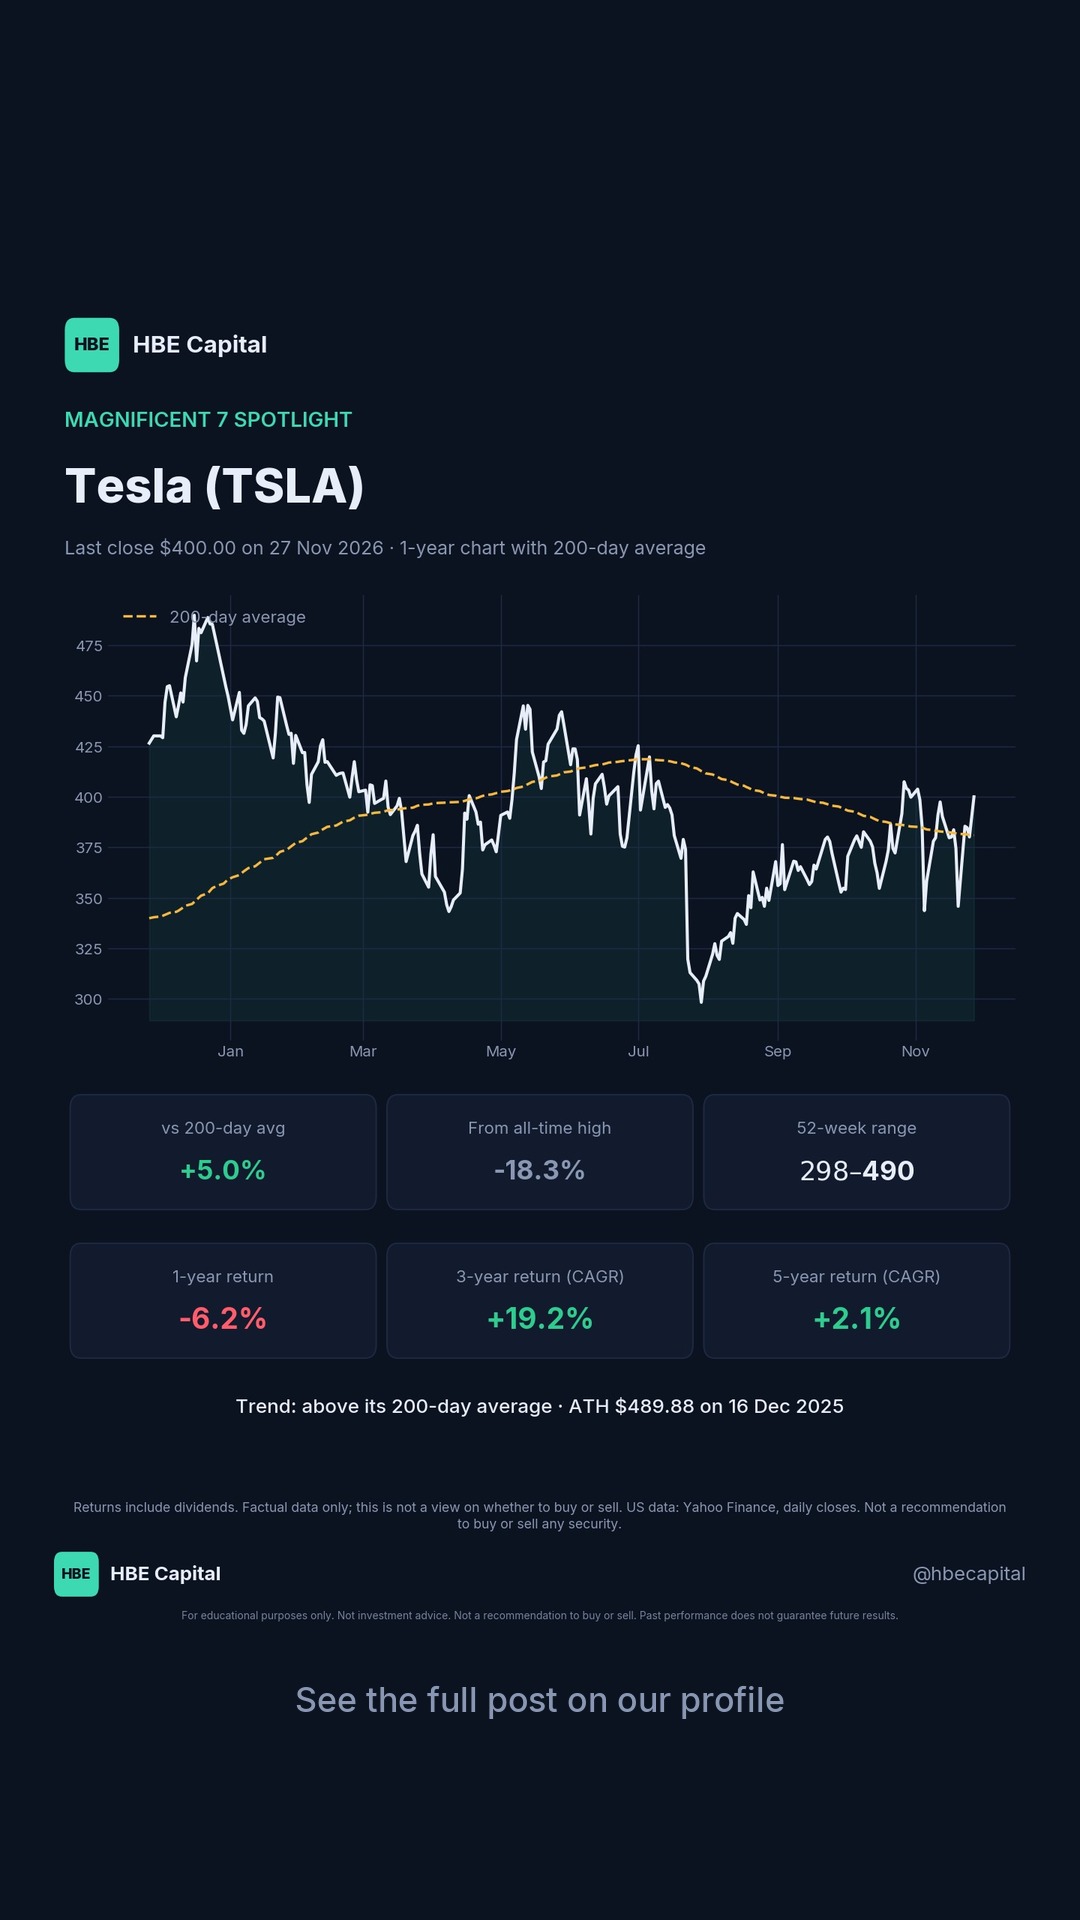 HBE HBE Capital
MAGNIFICENT 7 SPOTLIGHT
Tesla (TSLA)
Last close $400.00 on 27 Nov 2026 · 1-year chart with 200-day average
200-day average
475
450
425
400
375
350
325
300
Jan Mar May Jul Sep Nov
vs 200-day avg
+5.0%
From all-time high
-18.3%
52-week range
298–490
1-year return
-6.2%
3-year return (CAGR)
+19.2%
5-year return (CAGR)
+2.1%
Trend: above its 200-day average · ATH $489.88 on 16 Dec 2025
Returns include dividends. Factual data only; this is not a view on whether to buy or sell. US data: Yahoo Finance, daily closes. Not a recommendation
to buy or sell any security.
HBE HBE Capital @hbecapital
For educational purposes only. Not investment advice. Not a recommendation to buy or sell. Past performance does not guarantee future results.
See the full post on our profile